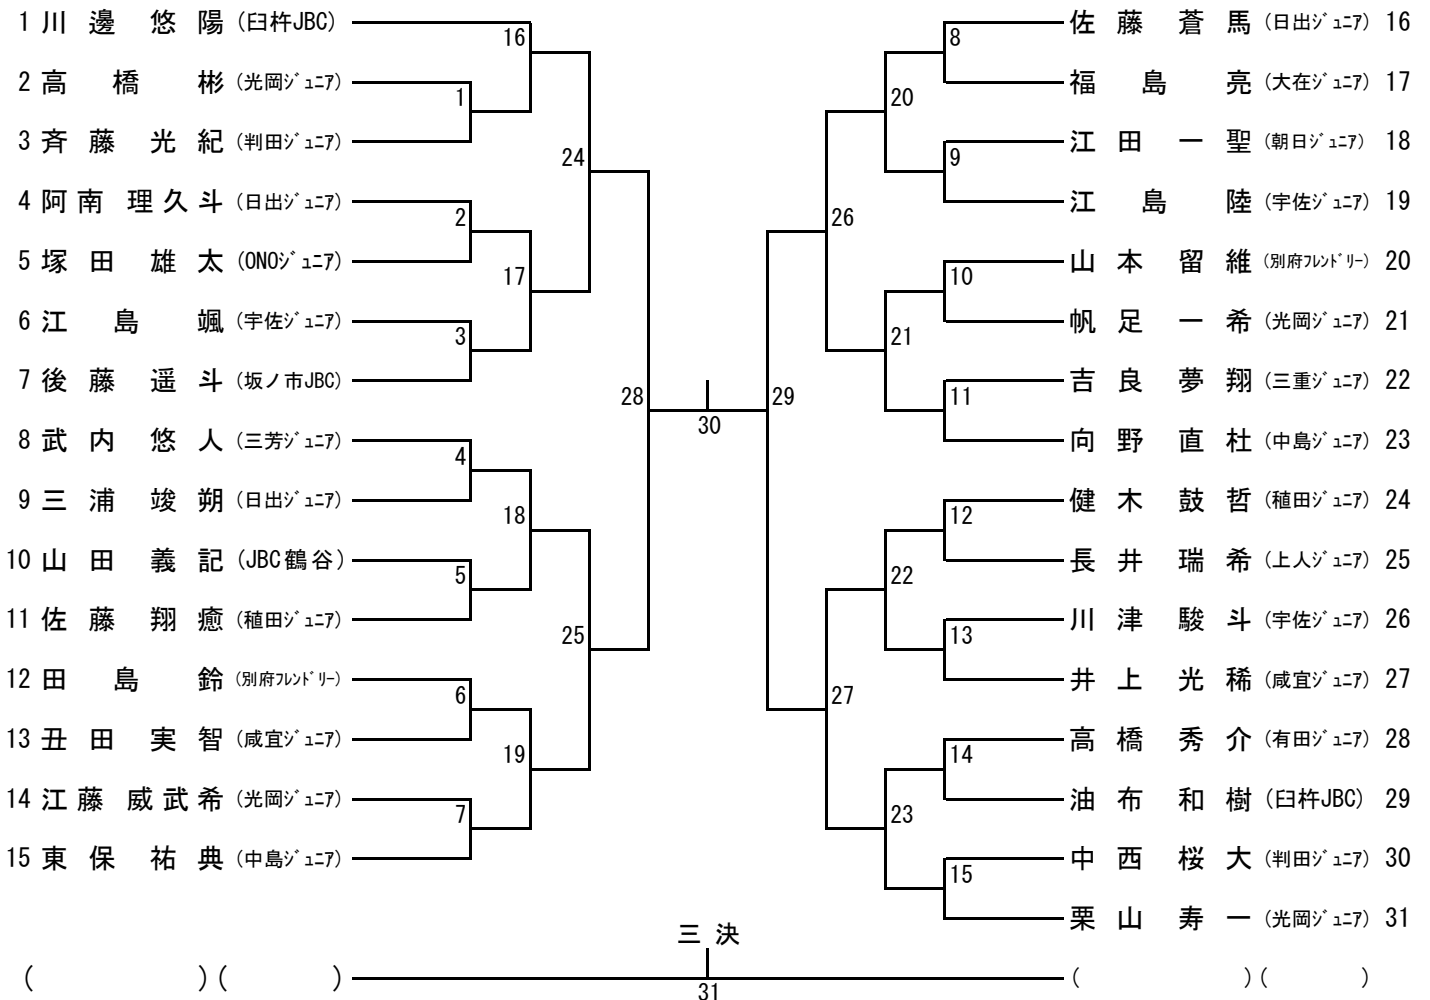 1 川邊 悠陽 (臼杵JBC)
2 高橋 彬 (光岡ジュニア)
3 斉藤 光紀 (判田ジュニア)
4 阿南 理久斗 (日出ジュニア)
5 塚田 雄太 (ONOジュニア)
6 江島 颯 (宇佐ジュニア)
7 後藤 遥斗 (坂ノ市JBC)
8 武内 悠人 (三芳ジュニア)
9 三浦 竣朔 (日出ジュニア)
10 山田 義記 (JBC鶴谷)
11 佐藤 翔癒 (稙田ジュニア)
12 田島 鈴 (別府フレンドリー)
13 丑田 実智 (咸宜ジュニア)
14 江藤 威武希 (光岡ジュニア)
15 東保 祐典 (中島ジュニア)
16
1
24
2
17
3
28
4
18
5
25
6
19
7
30
8
20
9
26
10
21
11
29
12
22
13
27
14
23
15
佐藤 蒼馬 (日出ジュニア) 16
福島 亮 (大在ジュニア) 17
江田 一聖 (朝日ジュニア) 18
江島 陸 (宇佐ジュニア) 19
山本 留維 (別府フレンドリー) 20
帆足 一希 (光岡ジュニア) 21
吉良 夢翔 (三重ジュニア) 22
向野 直杜 (中島ジュニア) 23
健木 鼓哲 (稙田ジュニア) 24
長井 瑞希 (上人ジュニア) 25
川津 駿斗 (宇佐ジュニア) 26
井上 光稀 (咸宜ジュニア) 27
高橋 秀介 (有田ジュニア) 28
油布 和樹 (臼杵JBC) 29
中西 桜大 (判田ジュニア) 30
栗山 寿一 (光岡ジュニア) 31
三決
( ) ( )
31
( ) ( )